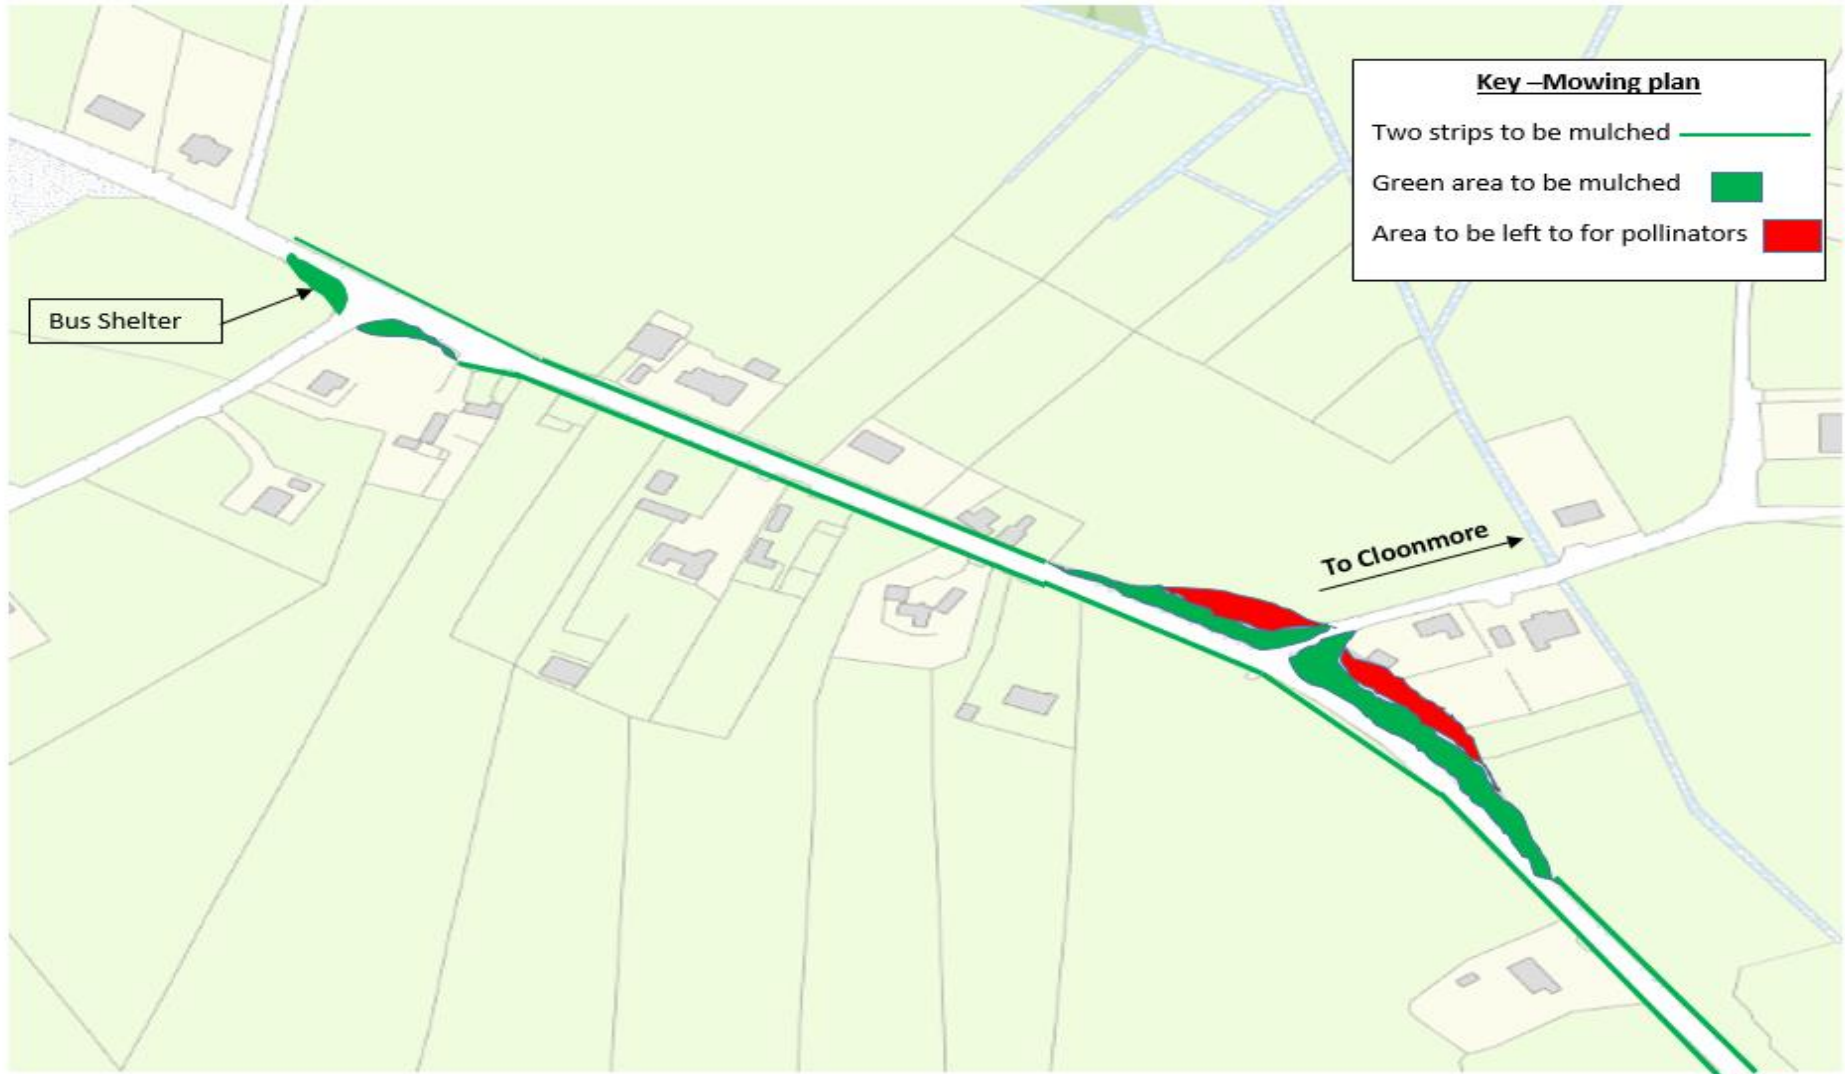 Key –Mowing plan
Two strips to be mulched
Green area to be mulched
Area to be left to for pollinators
Bus Shelter
To Cloonmore